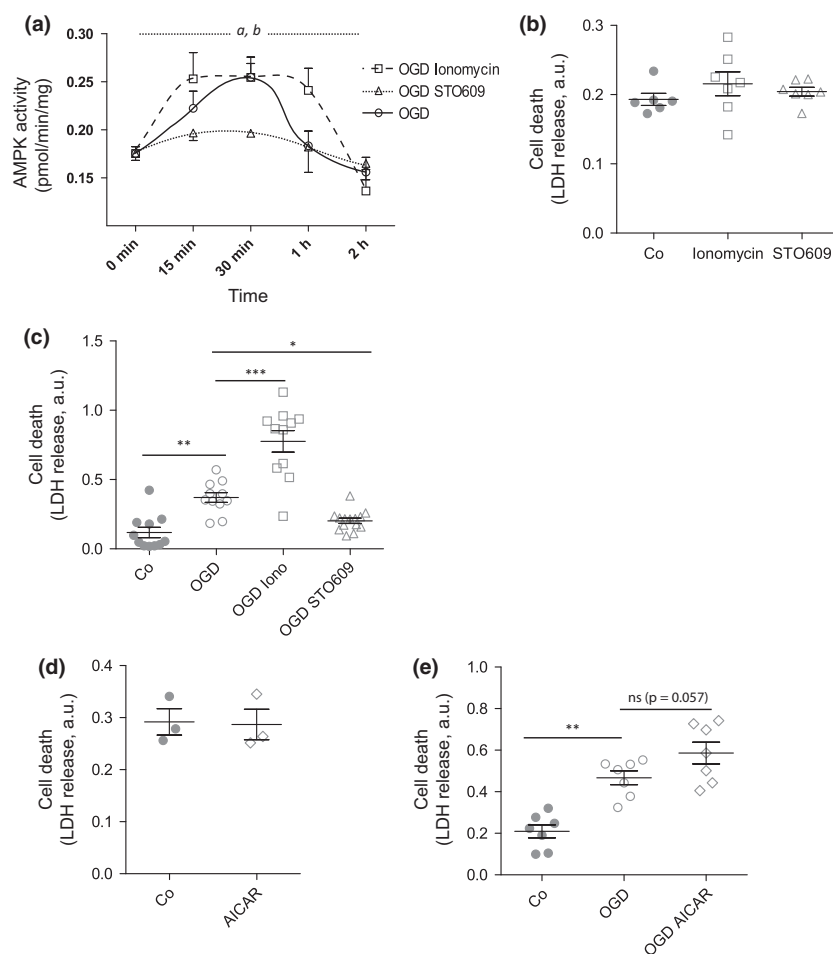 (a)
a, b
AMPK activity
(pmol/min/mg)
0.30
0.25
0.20
0.15
0 min
15 min
30 min
1 h
2 h
Time
OGD Ionomycin
OGD STO609
OGD
(b)
Cell death
(LDH release, a.u.)
0.3
0.2
0.1
0.0
Co
Ionomycin
STO609
(c)
Cell death
(LDH release, a.u.)
1.5
1.0
0.5
0.0
*
***
**
Co
OGD
OGD Iono
OGD STO609
(d)
Cell death
(LDH release, a.u.)
0.4
0.3
0.2
0.1
0.0
Co
AICAR
(e)
Cell death
(LDH release, a.u.)
1.0
0.8
0.6
0.4
0.2
0.0
ns (p = 0.057)
**
Co
OGD
OGD AICAR